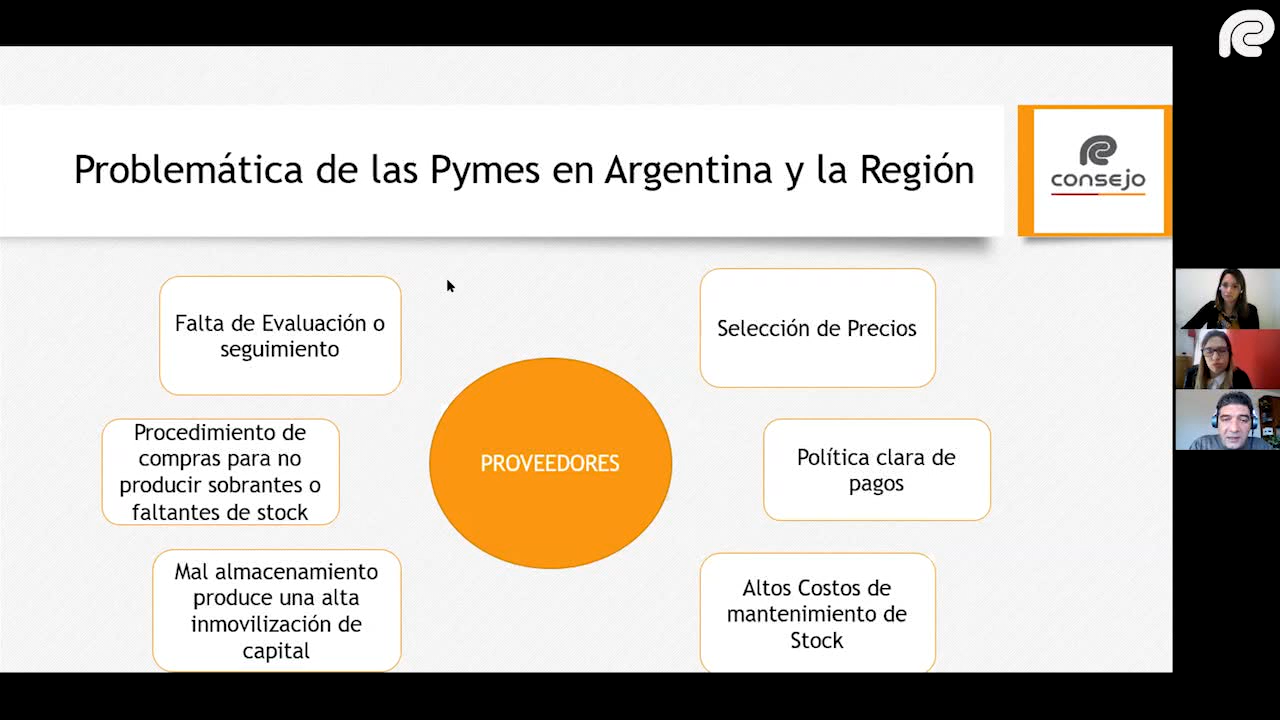 Problemática de las Pymes en Argentina y la Región
consejo
Falta de Evaluación o
seguimiento
Selección de Precios
Procedimiento de
compras para no
producir sobrantes o
faltantes de stock
PROVEEDORES
Política clara de
pagos
Mal almacenamiento
produce una alta
inmovilización de
capital
Altos Costos de
mantenimiento de
Stock